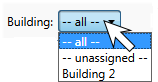 Building: -- all --
-- all --
-- unassigned --
Building 2